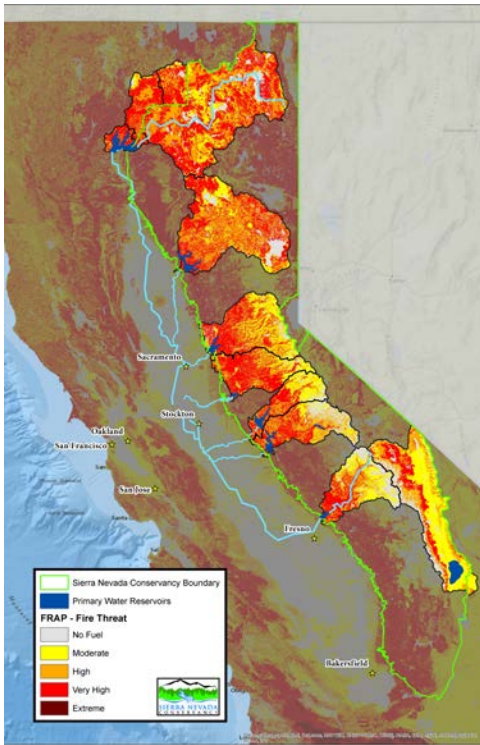 Sacramento
Stockton
Oakland
San Francisco
San Jose
Fresno
Bakersfield
Sierra Nevada Conservancy Boundary
Primary Water Reservoirs
FRAP - Fire Threat
No Fuel
Moderate
High
Very High
Extreme
SIERRA NEVADA
CONSERVANCY